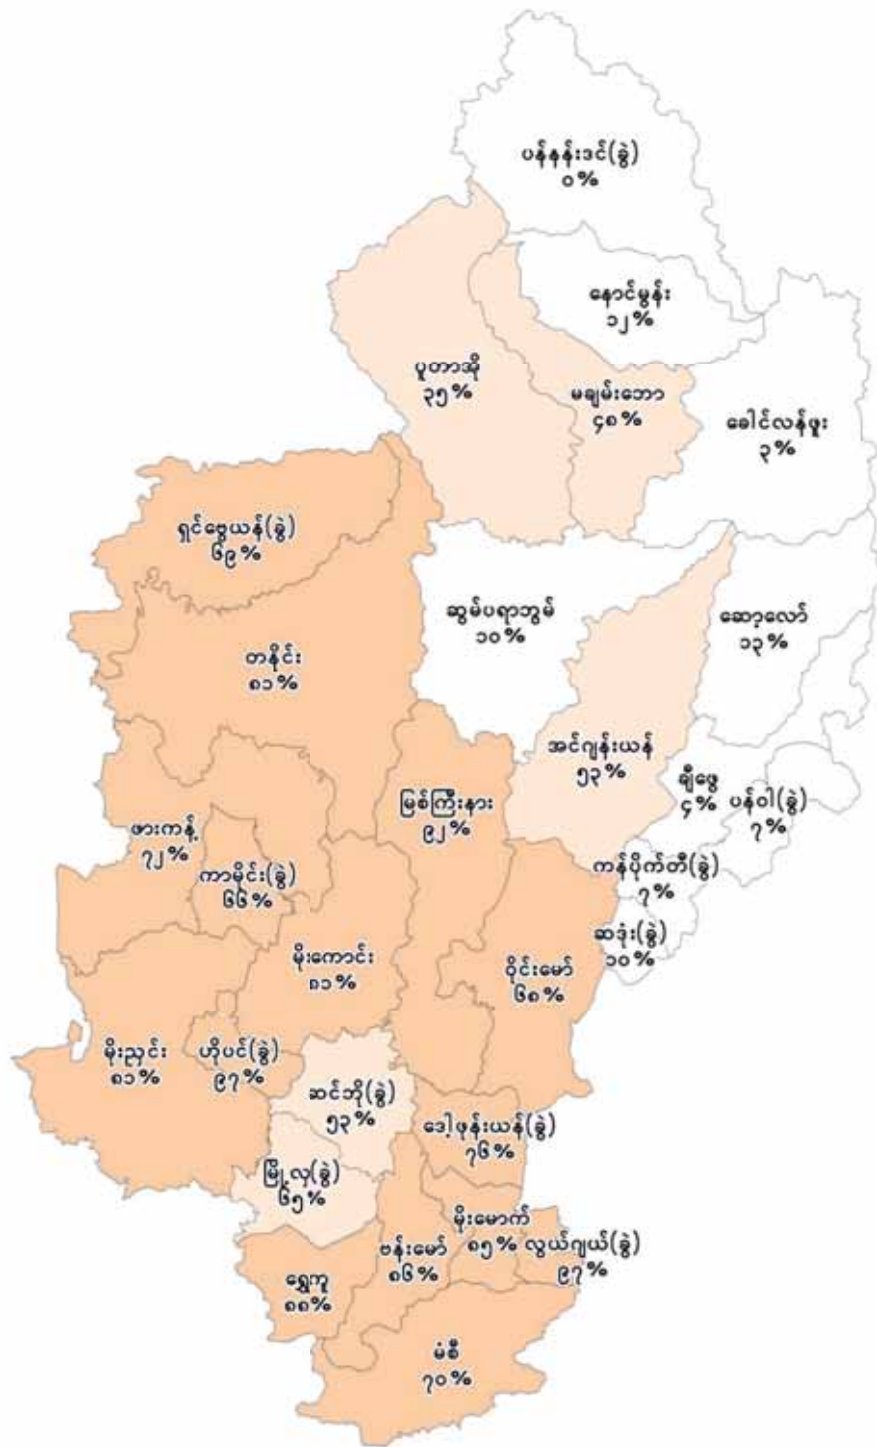 ပန်နန်းဒင်(ခွဲ)
၀%
နောင်မွန်း
၁၂%
ပူတာအို
၃၅%
မချမ်းဘော
၄၈%
ခေါင်လန်ဖူး
၃%
ရှင်ဗွေယန်(ခွဲ)
၆၉%
ဆွမ်ပရာဘွမ်
၁၀%
ဆော့လော်
၁၃%
တနိုင်း
၈၁%
အင်ဂျန်းယန်
၅၃%
ချီဖွေ
၄%
ပန်ဝါ(ခွဲ)
၇%
မြစ်ကြီးနား
၉၂%
ဖားကန့်
၇၂%
ကာမိုင်း(ခွဲ)
၆၆%
ကန်ပိုက်တီ(ခွဲ)
၇%
ဆဒုံး(ခွဲ)
၁၀%
မိုးကောင်း
၈၁%
ဝိုင်းမော်
၆၈%
မိုးညှင်း
၈၁%
ဟိုပင်(ခွဲ)
၉၇%
ဆင်ဘို(ခွဲ)
၅၃%
ဒေါ့ဖုန်းယန်(ခွဲ)
၇၆%
မြို့လှ(ခွဲ)
၆၅%
မိုးမောက်
၈၅%
လွယ်ဂျယ်(ခွဲ)
၉၇%
ဗန်းမော်
၈၆%
ရွှေကူ
၈၈%
မံစီ
၇၀%